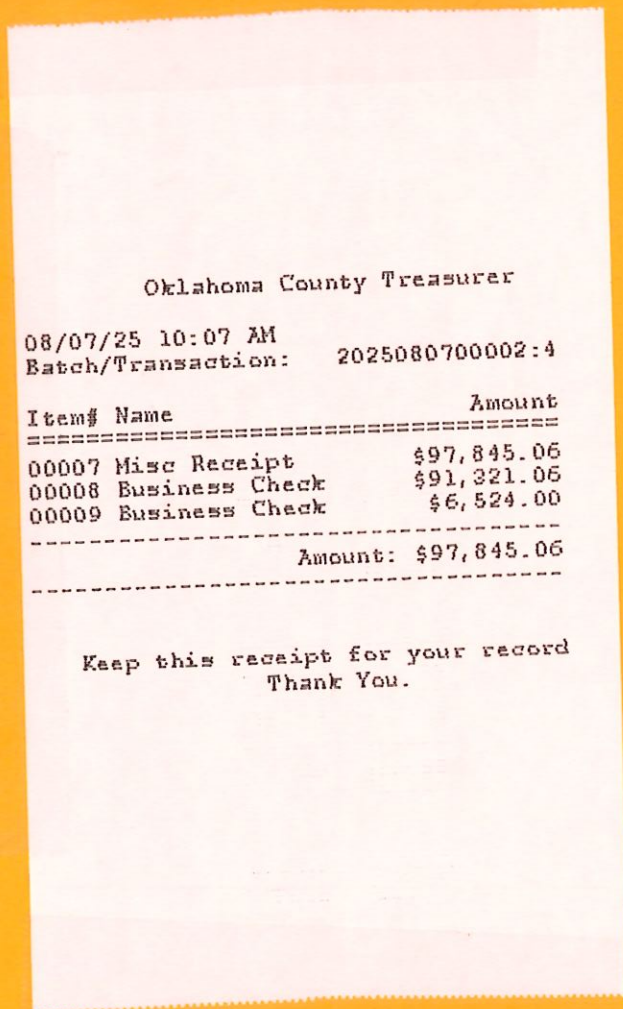 Oklahoma County Treasurer
08/07/25 10:07 AM
Batch/Transaction: 2025080700002:4
Item# Name Amount
====================================
00007 Misc Receipt $97,845.06
00008 Business Check $91,321.06
00009 Business Check $6,524.00
------------------------------------
Amount: $97,845.06
------------------------------------
Keep this receipt for your record
Thank You.